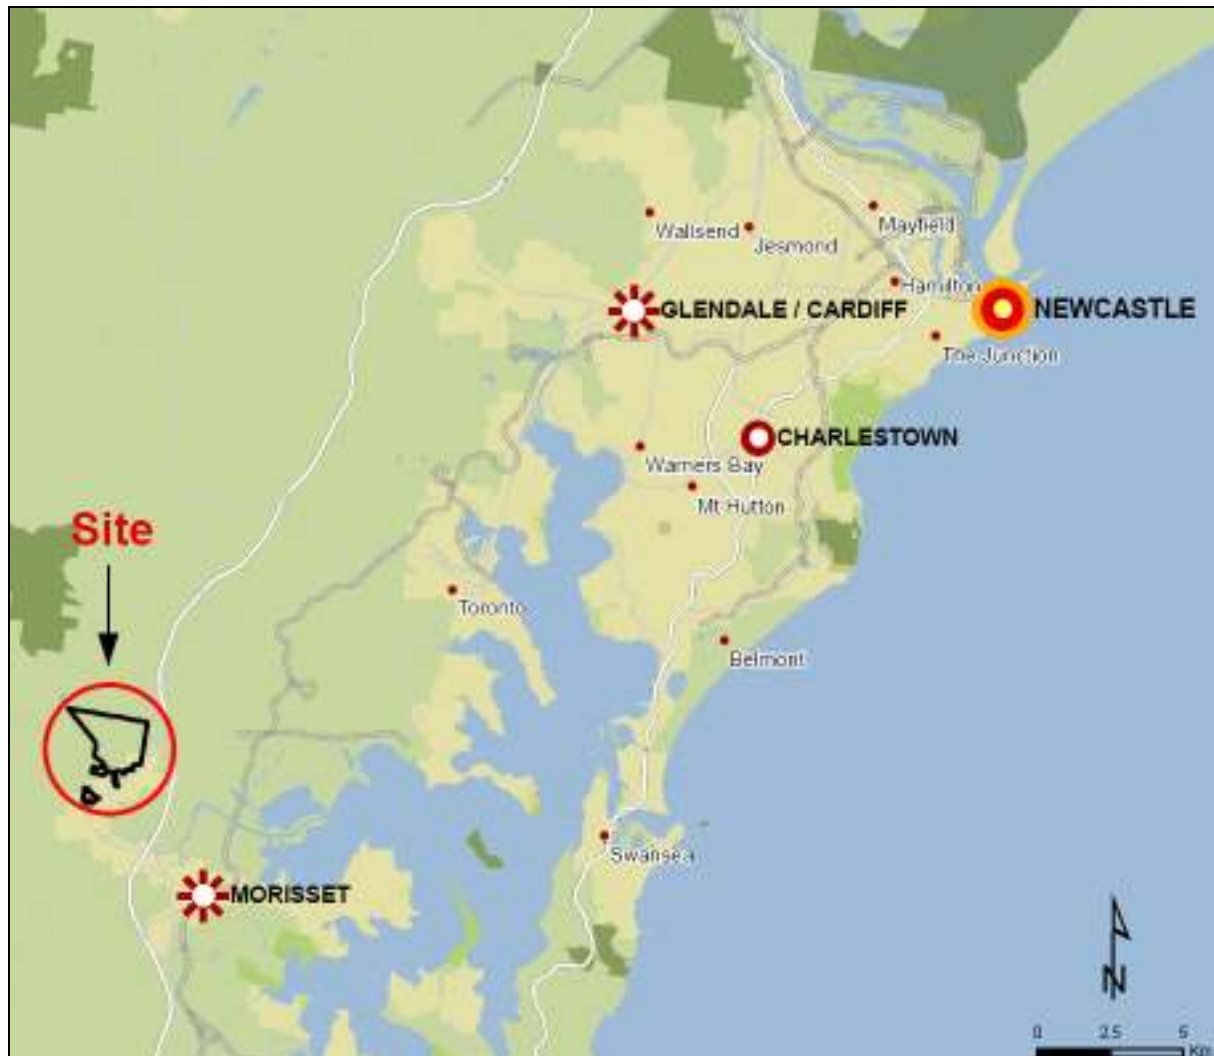 Wallsend
Mayfield
Jesmond
Hamilton
GLENDALE / CARDIFF
NEWCASTLE
The Junction
CHARLESTOWN
Warners Bay
Mt Hutton
Site
Toronto
Belmont
Swansea
MORISSET
N
0 2.5 5
Km